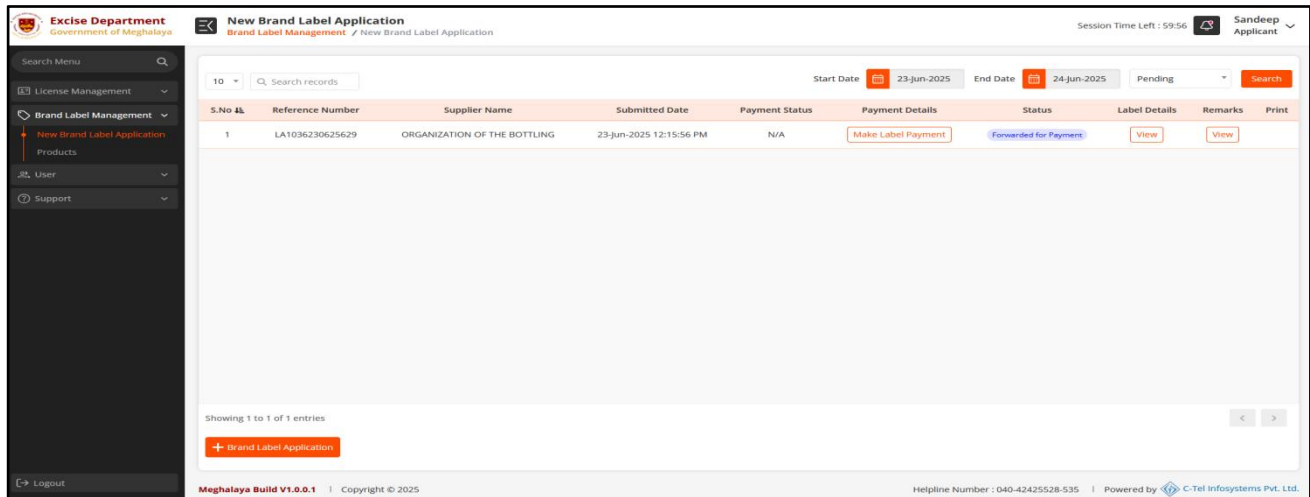 Excise Department
Government of Meghalaya
New Brand Label Application
Brand Label Management / New Brand Label Application
Session Time Left : 59:56
Sandeep
Applicant
Search Menu
License Management
Brand Label Management
New Brand Label Application
Products
User
Support
Logout
10 Search records Start Date 23-Jun-2025 End Date 24-Jun-2025 Pending Search
S.No Reference Number Supplier Name Submitted Date Payment Status Payment Details Status Label Details Remarks Print
1 LA1036230625629 ORGANIZATION OF THE BOTTLING 23-Jun-2025 12:15:56 PM N/A Make Label Payment Forwarded for Payment View View
Showing 1 to 1 of 1 entries < >
+ Brand Label Application
Meghalaya Build V1.0.0.1 | Copyright © 2025 Helpline Number : 040-42425528-535 | Powered by C-Tel Infosystems Pvt. Ltd.